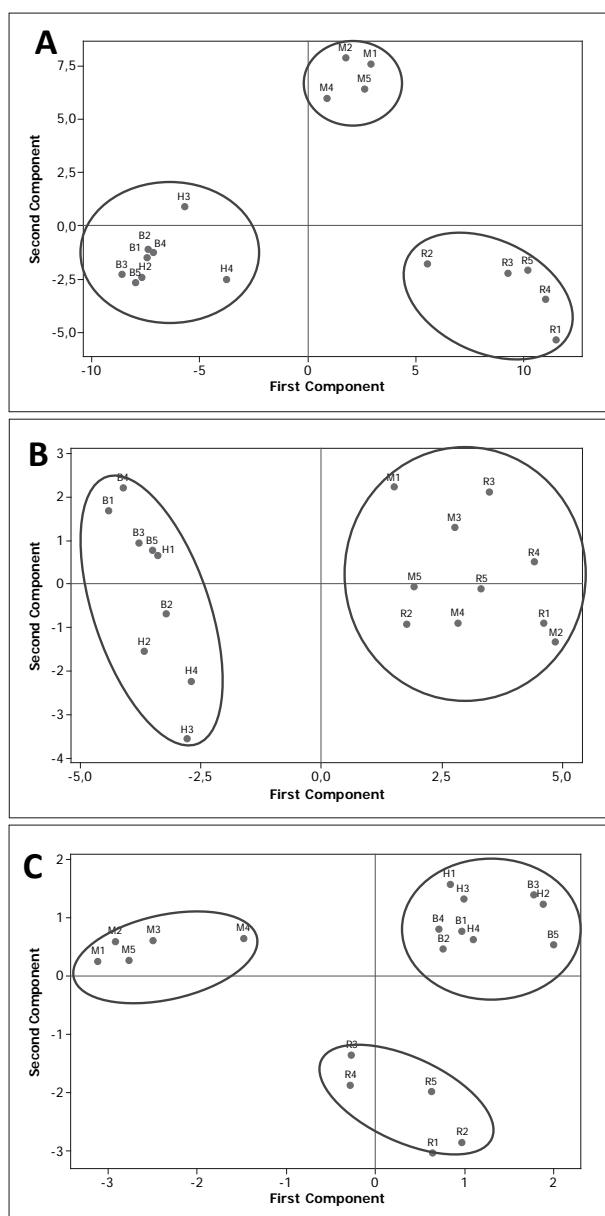 A
7,5
5,0
2,5
0,0
-2,5
-5,0
Second Component
M2
M1
M5
M4
H3
B2
B1
B4
B3
H2
B5
H4
R2
R3
R5
R4
R1
-10
-5
0
5
10
First Component
B
3
2
1
0
-1
-2
-3
-4
Second Component
B4
B1
B3
B5
H1
B2
H2
H4
H3
M1
R3
M3
R4
M5
R5
R2
M4
R1
M2
-5,0
-2,5
0,0
2,5
5,0
First Component
C
2
1
0
-1
-2
-3
Second Component
M2
M3
M4
M1
M5
H1
H3
B3
H2
B4
B1
H4
B2
B5
R3
R4
R5
R1
R2
-3
-2
-1
0
1
2
First Component